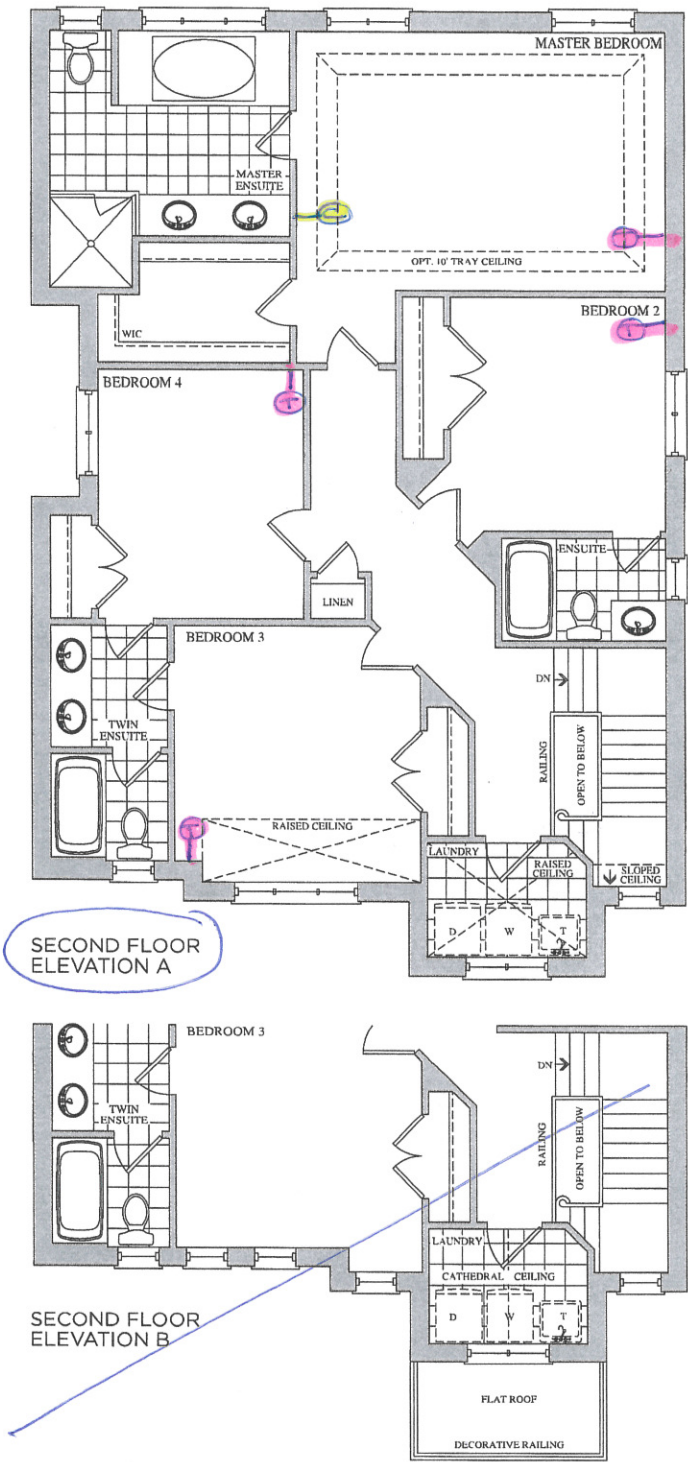 MASTER BEDROOM
MASTER
ENSUITE
OPT. 10' TRAY CEILING
BEDROOM 2
WIC
BEDROOM 4
ENSUITE
LINEN
BEDROOM 3
DN
TWIN
ENSUITE
RAILING
OPEN TO BELOW
RAISED CEILING
LAUNDRY
RAISED
CEILING
SLOPED
CEILING
D
W
T
SECOND FLOOR
ELEVATION A
BEDROOM 3
DN
TWIN
ENSUITE
RAILING
OPEN TO BELOW
LAUNDRY
CATHEDRAL CEILING
D
W
T
SECOND FLOOR
ELEVATION B
FLAT ROOF
DECORATIVE RAILING